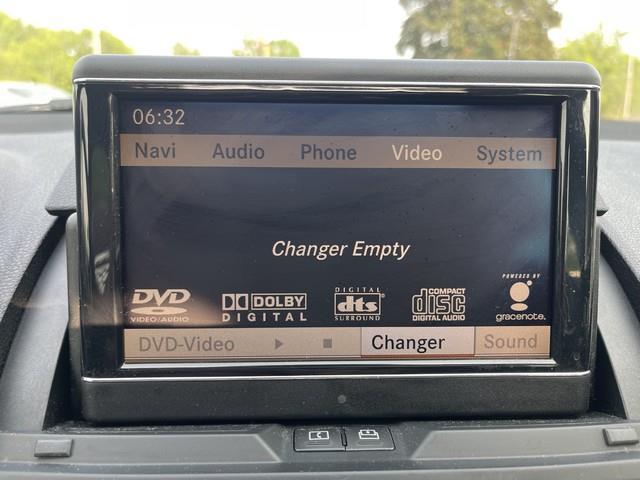 06:32
Navi Audio Phone Video System
Changer Empty
DVD VIDEO/AUDIO
DOLBY DIGITAL
DIGITAL dts SURROUND
COMPACT disc DIGITAL AUDIO
POWERED BY gracenote.
DVD-Video Changer Sound